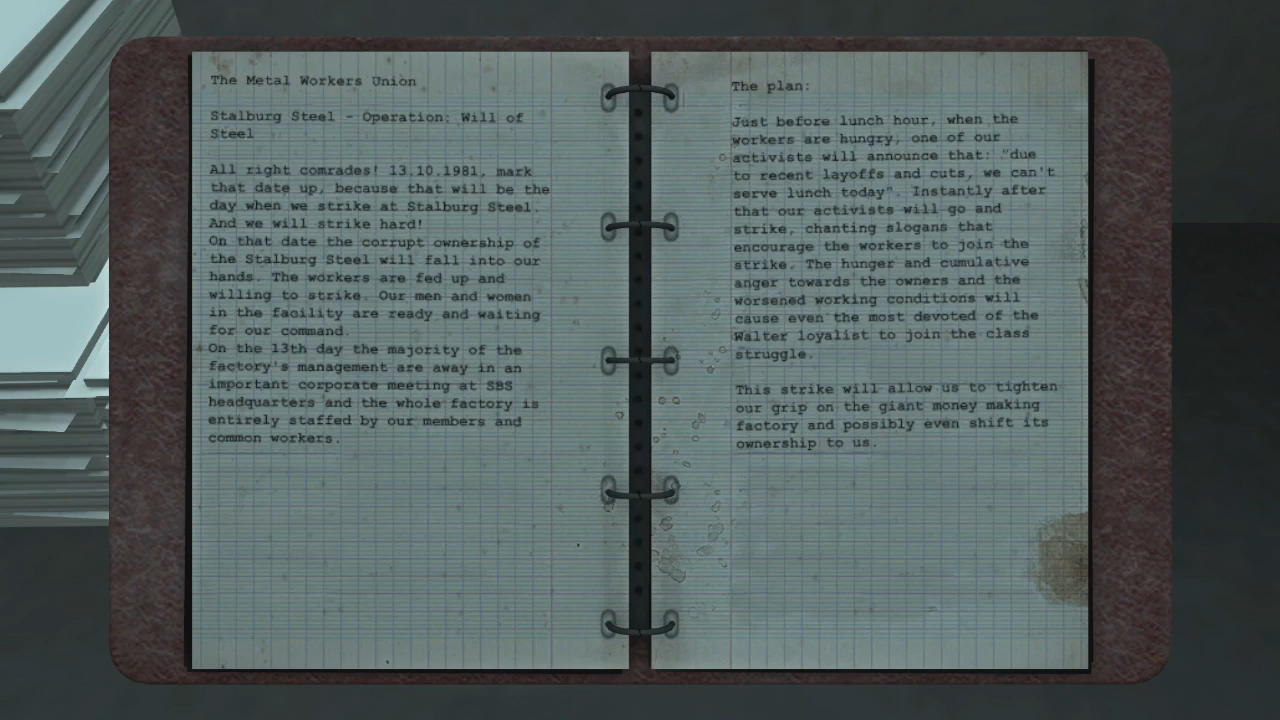 The Metal Workers Union
Stalburg Steel - Operation: Will of
Steel
All right comrades! 13.10.1981, mark
that date up, because that will be the
day when we strike at Stalburg Steel.
And we will strike hard!
On that date the corrupt ownership of
the Stalburg Steel will fall into our
hands. The workers are fed up and
willing to strike. Our men and women
in the facility are ready and waiting
for our command.
On the 13th day the majority of the
factory's management are away in an
important corporate meeting at SBS
headquarters and the whole factory is
entirely staffed by our members and
common workers.
The plan:
Just before lunch hour, when the
workers are hungry, one of our
activists will announce that: "due
to recent layoffs and cuts, we can't
serve lunch today". Instantly after
that our activists will go and
strike, chanting slogans that
encourage the workers to join the
strike. The hunger and cumulative
anger towards the owners and the
worsened working conditions will
cause even the most devoted of the
Walter loyalist to join the class
struggle.
This strike will allow us to tighten
our grip on the giant money making
factory and possibly even shift its
ownership to us.